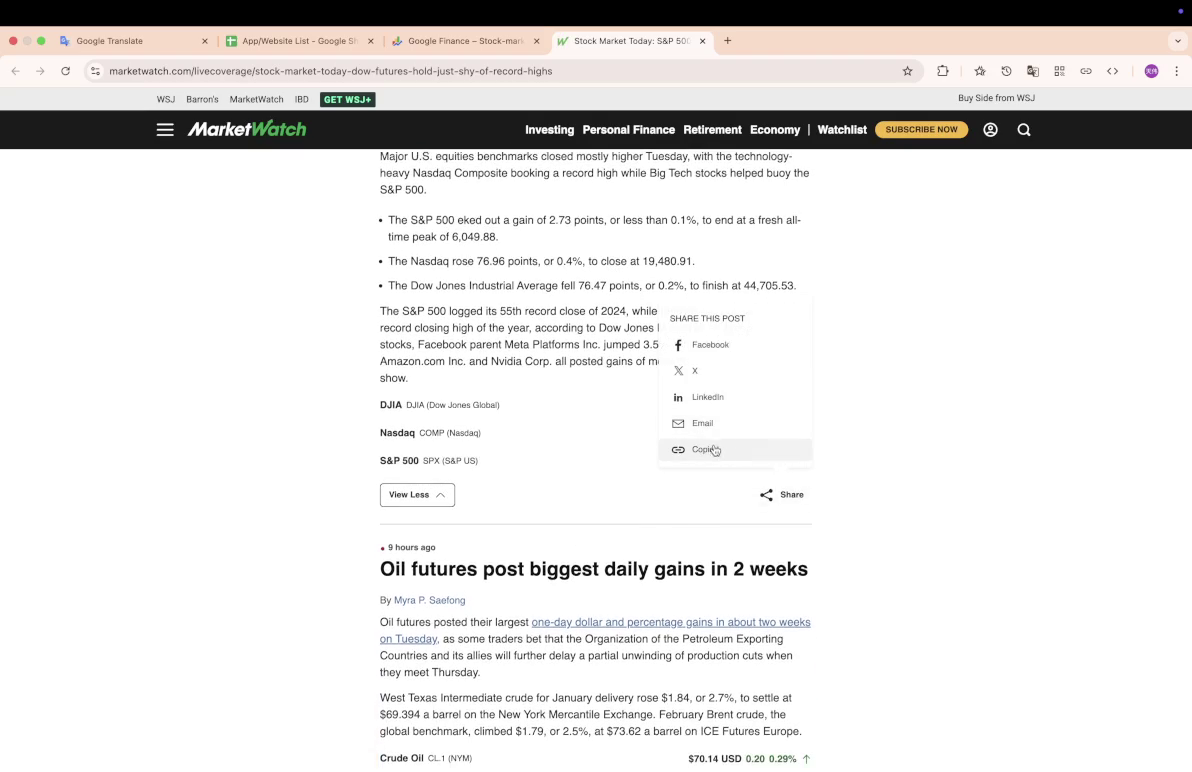 Google Translate
App/Website List - Google Sh
Google Finance - Stock-mark
Stock Market Today: S&P 500
marketwatch.com/livecoverage/stock-market-today-dow-futures-hold-just-shy-of-record-highs
WSJ Barron's MarketWatch IBD GET WSJ+ Buy Side from WSJ
MarketWatch Investing Personal Finance Retirement Economy | Watchlist SUBSCRIBE NOW
Major U.S. equities benchmarks closed mostly higher Tuesday, with the technology-
heavy Nasdaq Composite booking a record high while Big Tech stocks helped buoy the
S&P 500.
• The S&P 500 eked out a gain of 2.73 points, or less than 0.1%, to end at a fresh all-
time peak of 6,049.88.
• The Nasdaq rose 76.96 points, or 0.4%, to close at 19,480.91.
• The Dow Jones Industrial Average fell 76.47 points, or 0.2%, to finish at 44,705.53.
The S&P 500 logged its 55th record close of 2024, while
record closing high of the year, according to Dow Jones
stocks, Facebook parent Meta Platforms Inc. jumped 3.5
Amazon.com Inc. and Nvidia Corp. all posted gains of
show.
SHARE THIS POST
Facebook
X
LinkedIn
Email
DJIA DJIA (Dow Jones Global)
Nasdaq COMP (Nasdaq)
S&P 500 SPX (S&P US)
View Less
Share
• 9 hours ago
Oil futures post biggest daily gains in 2 weeks
By Myra P. Saefong
Oil futures posted their largest one-day dollar and percentage gains in about two weeks
on Tuesday, as some traders bet that the Organization of the Petroleum Exporting
Countries and its allies will further delay a partial unwinding of production cuts when
they meet Thursday.
West Texas Intermediate crude for January delivery rose $1.84, or 2.7%, to settle at
$69.394 a barrel on the New York Mercantile Exchange. February Brent crude, the
global benchmark, climbed $1.79, or 2.5%, at $73.62 a barrel on ICE Futures Europe.
Crude Oil CL.1 (NYM) $70.14 USD 0.20 0.29%